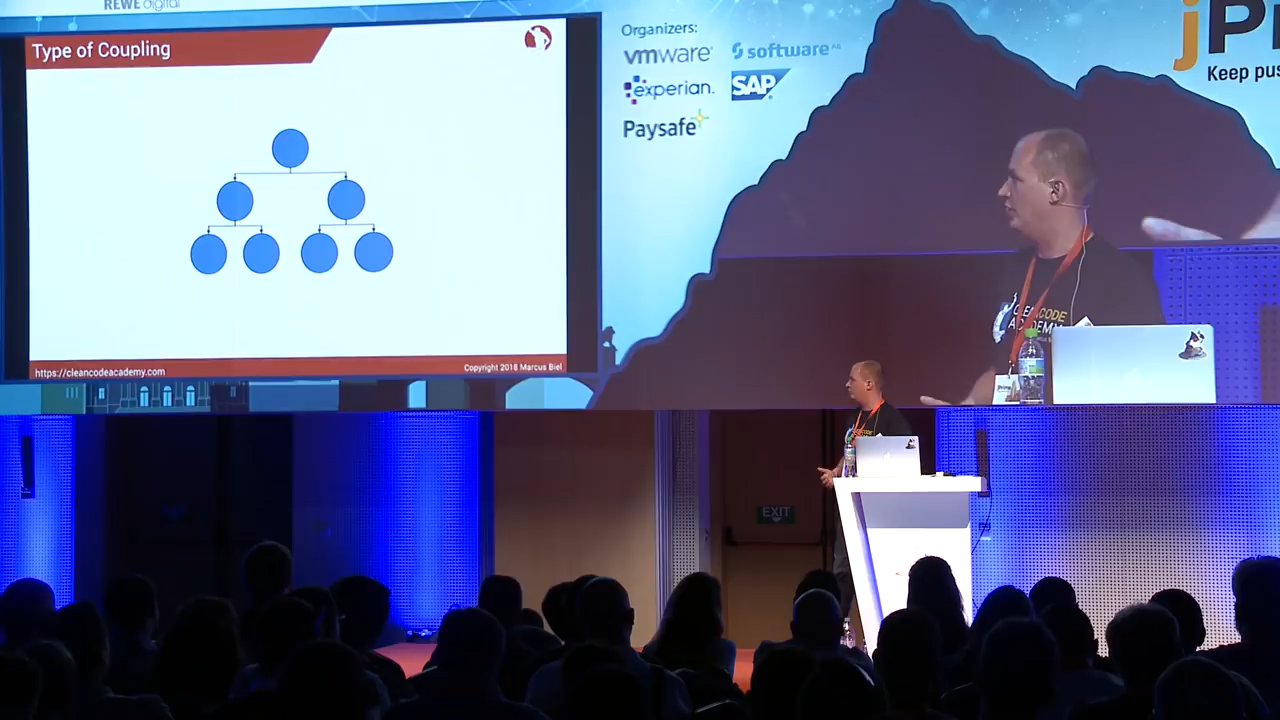 REWE digital
Type of Coupling
https://cleancodeacademy.com
Copyright 2018 Marcus Biel
Organizers:
vmware
software AG
experian.
SAP
Paysafe
Keep pus
CODE
EXIT